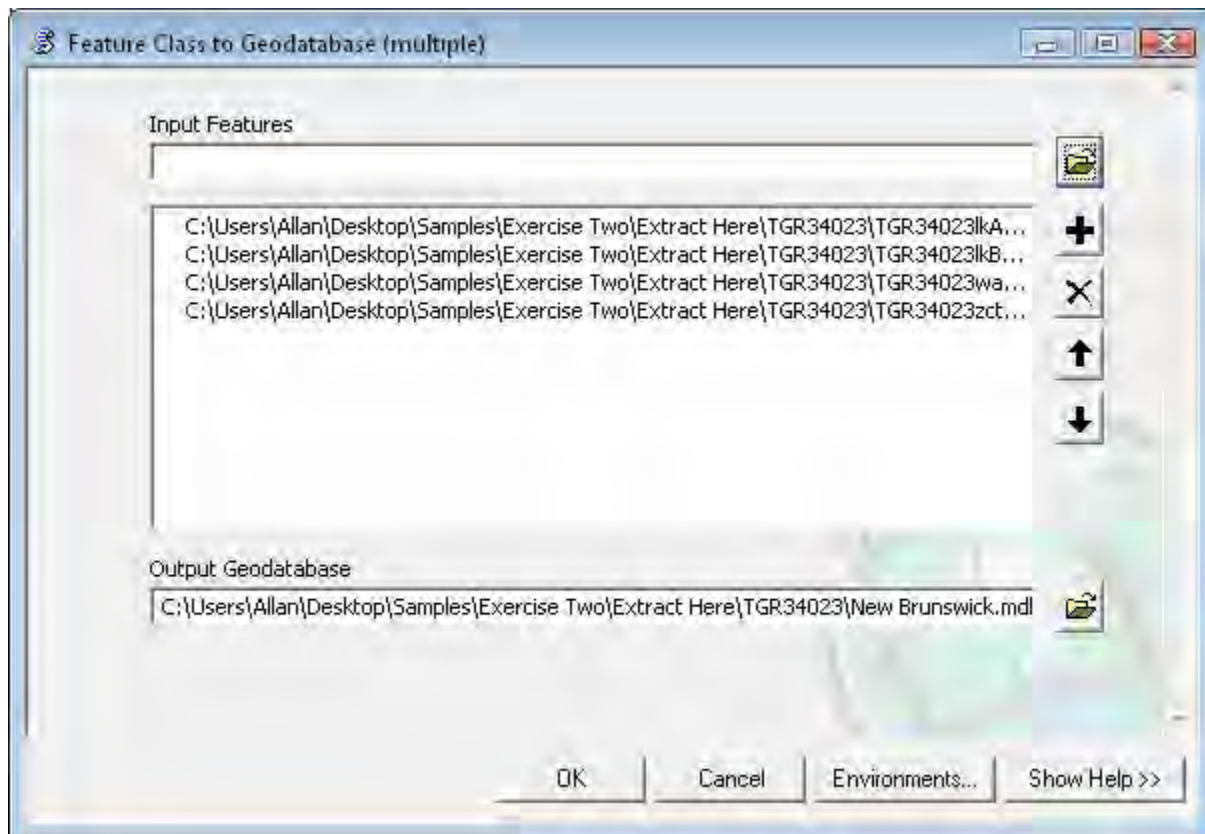 Feature Class to Geodatabase (multiple)
Input Features
C:\Users\Allan\Desktop\Samples\Exercise Two\Extract Here\TGR34023\TGR34023lkA...
C:\Users\Allan\Desktop\Samples\Exercise Two\Extract Here\TGR34023\TGR34023lkB...
C:\Users\Allan\Desktop\Samples\Exercise Two\Extract Here\TGR34023\TGR34023wa...
C:\Users\Allan\Desktop\Samples\Exercise Two\Extract Here\TGR34023\TGR34023zct...
Output Geodatabase
C:\Users\Allan\Desktop\Samples\Exercise Two\Extract Here\TGR34023\New Brunswick.mdb
OK Cancel Environments... Show Help >>